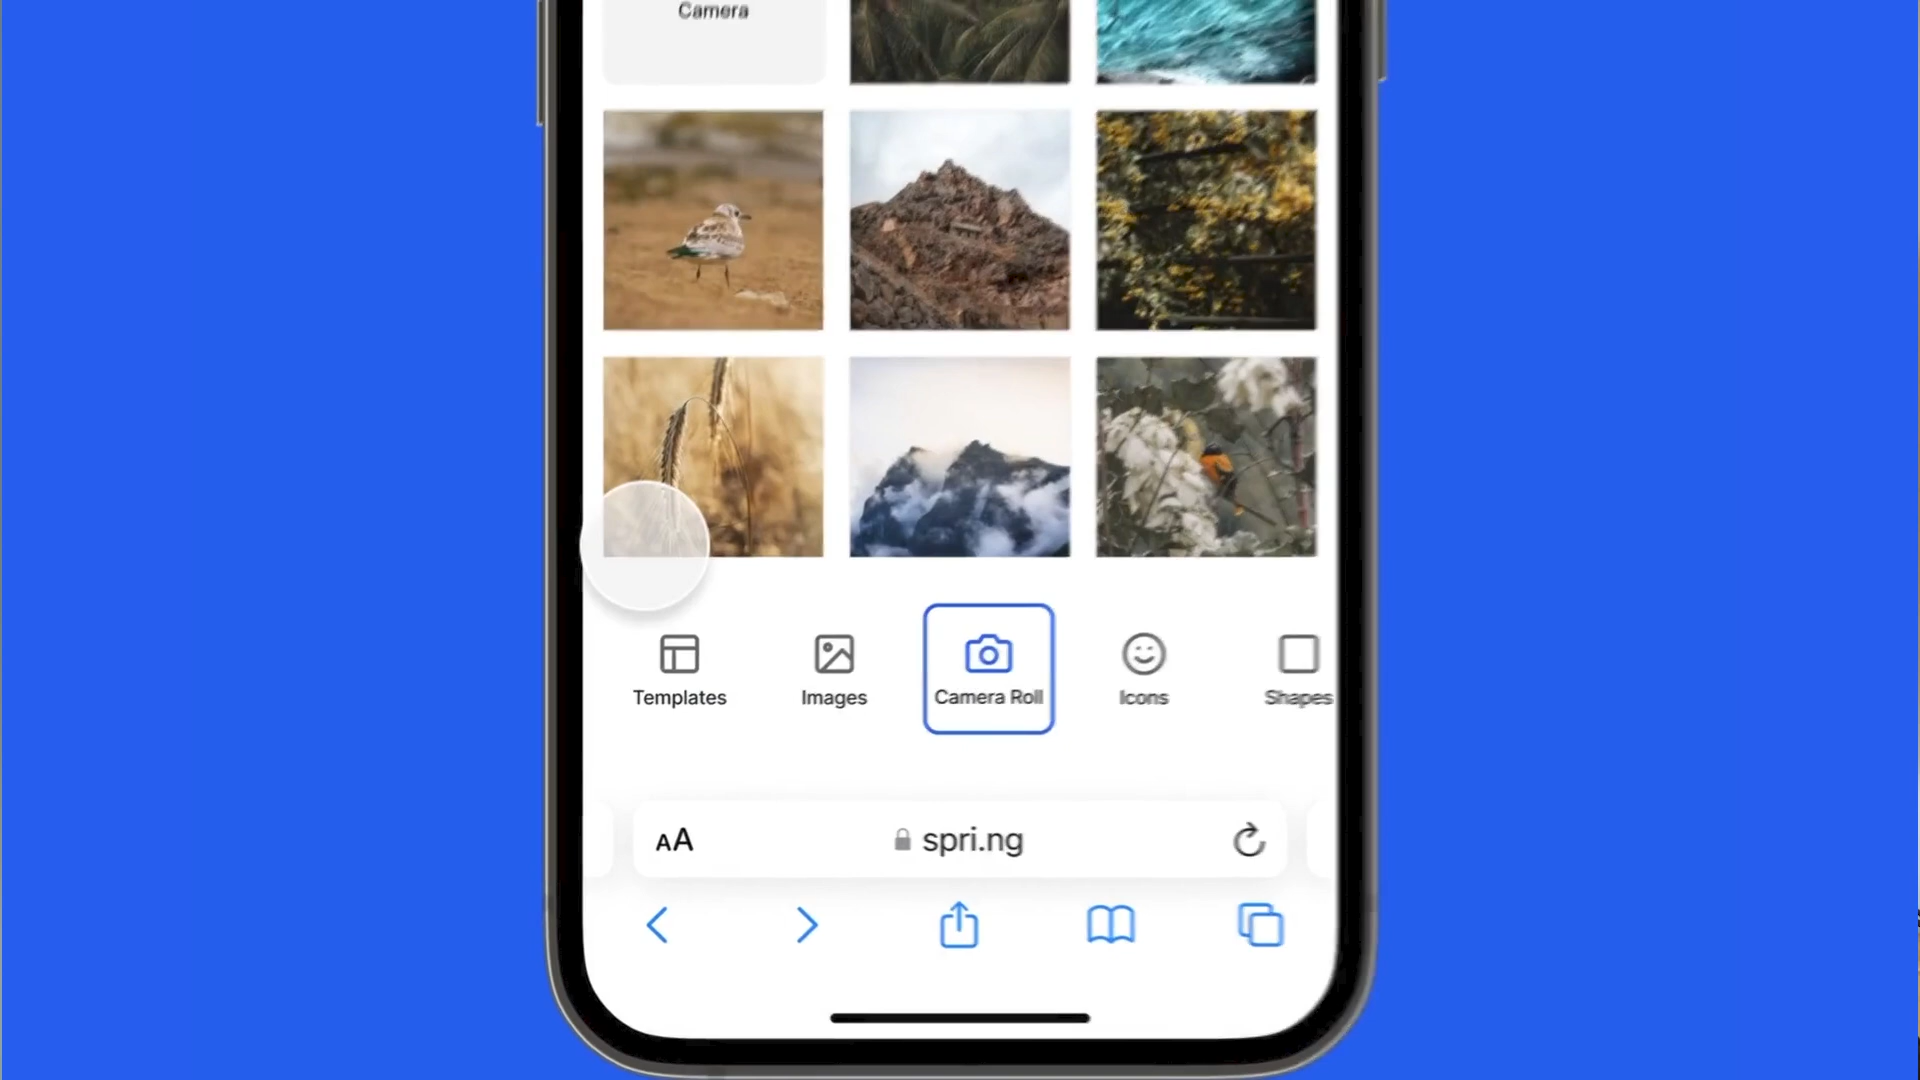 Camera
Templates
Images
Camera Roll
Icons
Shapes
AA
spri.ng